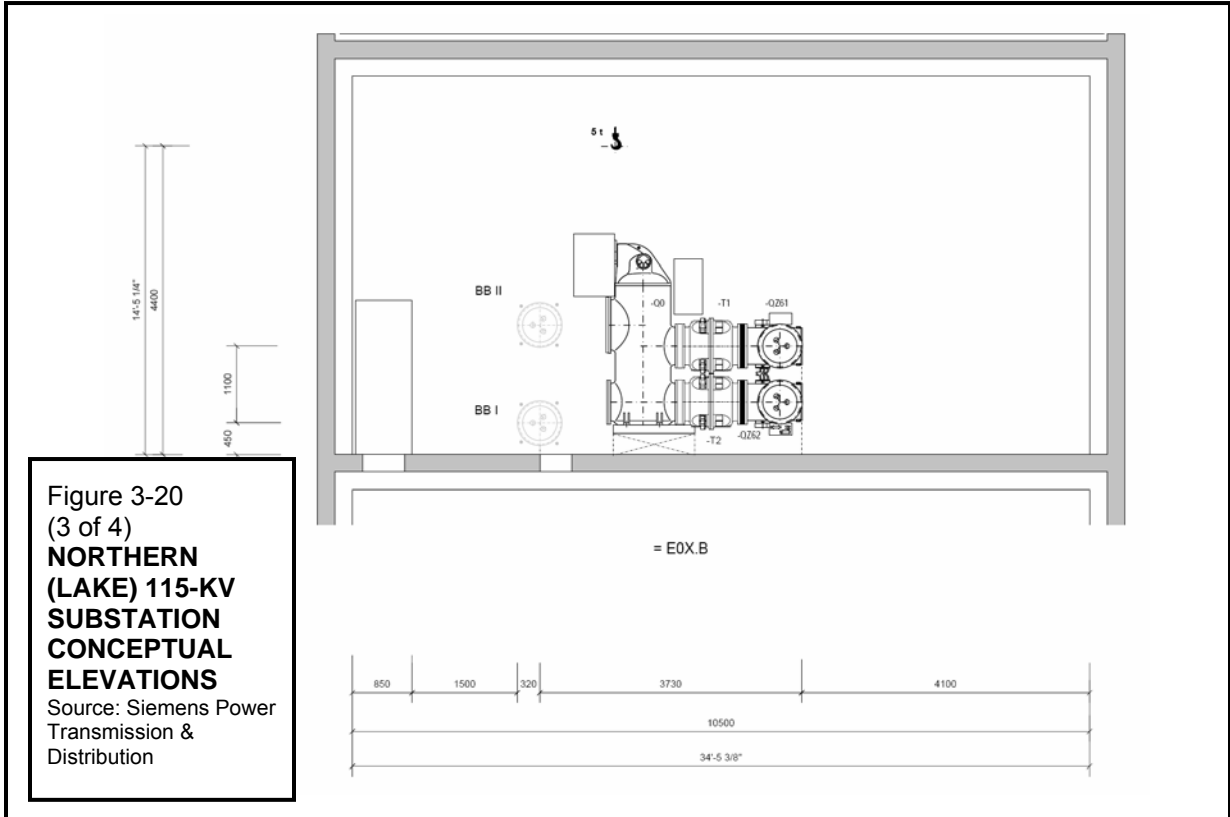 5 t
14'-5 1/4"
4400
1100
450
BB II
BB I
-Q0
-T1
-QZ61
-T2
-QZ62
= E0X.B
Figure 3-20
(3 of 4)
NORTHERN
(LAKE) 115-KV
SUBSTATION
CONCEPTUAL
ELEVATIONS
Source: Siemens Power
Transmission &
Distribution
850
1500
320
3730
4100
10500
34'-5 3/8"